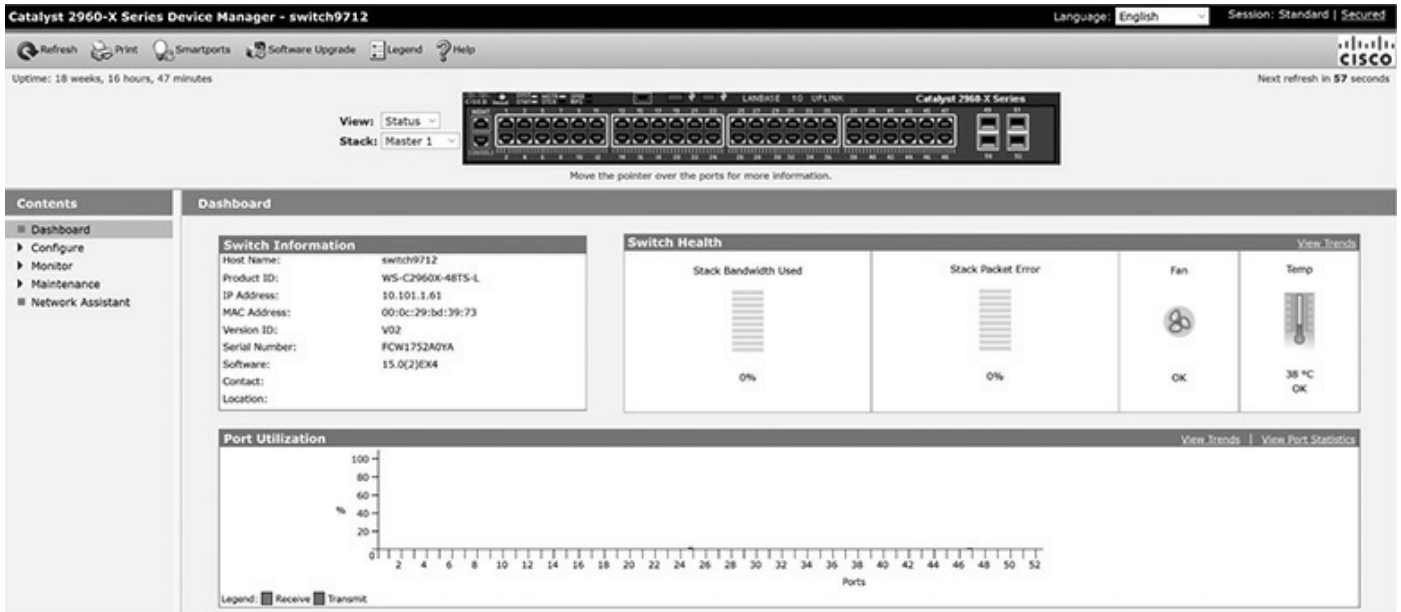 Catalyst 2960-X Series Device Manager - switch9712
Language: English Session: Standard | Secured
Refresh Print Smartports Software Upgrade Legend Help
CISCO
Uptime: 18 weeks, 16 hours, 47 minutes
Next refresh in 57 seconds
View: Status
Stack: Master 1
LANBASE 1G UPLINK Catalyst 2960-X Series
Move the pointer over the ports for more information.
Contents
Dashboard
Configure
Monitor
Maintenance
Network Assistant
Dashboard
Switch Information
Host Name: switch9712
Product ID: WS-C2960X-48TS-L
IP Address: 10.101.1.61
MAC Address: 00:0c:29:bd:39:73
Version ID: V02
Serial Number: FCW1752A0YA
Software: 15.0(2)EX4
Contact:
Location:
Switch Health View Trends
Stack Bandwidth Used Stack Packet Error Fan Temp
0% 0% OK 38 °C
OK
Port Utilization View Trends | View Port Statistics
100
80
60
%
40
20
0
2 4 6 8 10 12 14 16 18 20 22 24 26 28 30 32 34 36 38 40 42 44 46 48 50 52
Ports
Legend: Receive Transmit